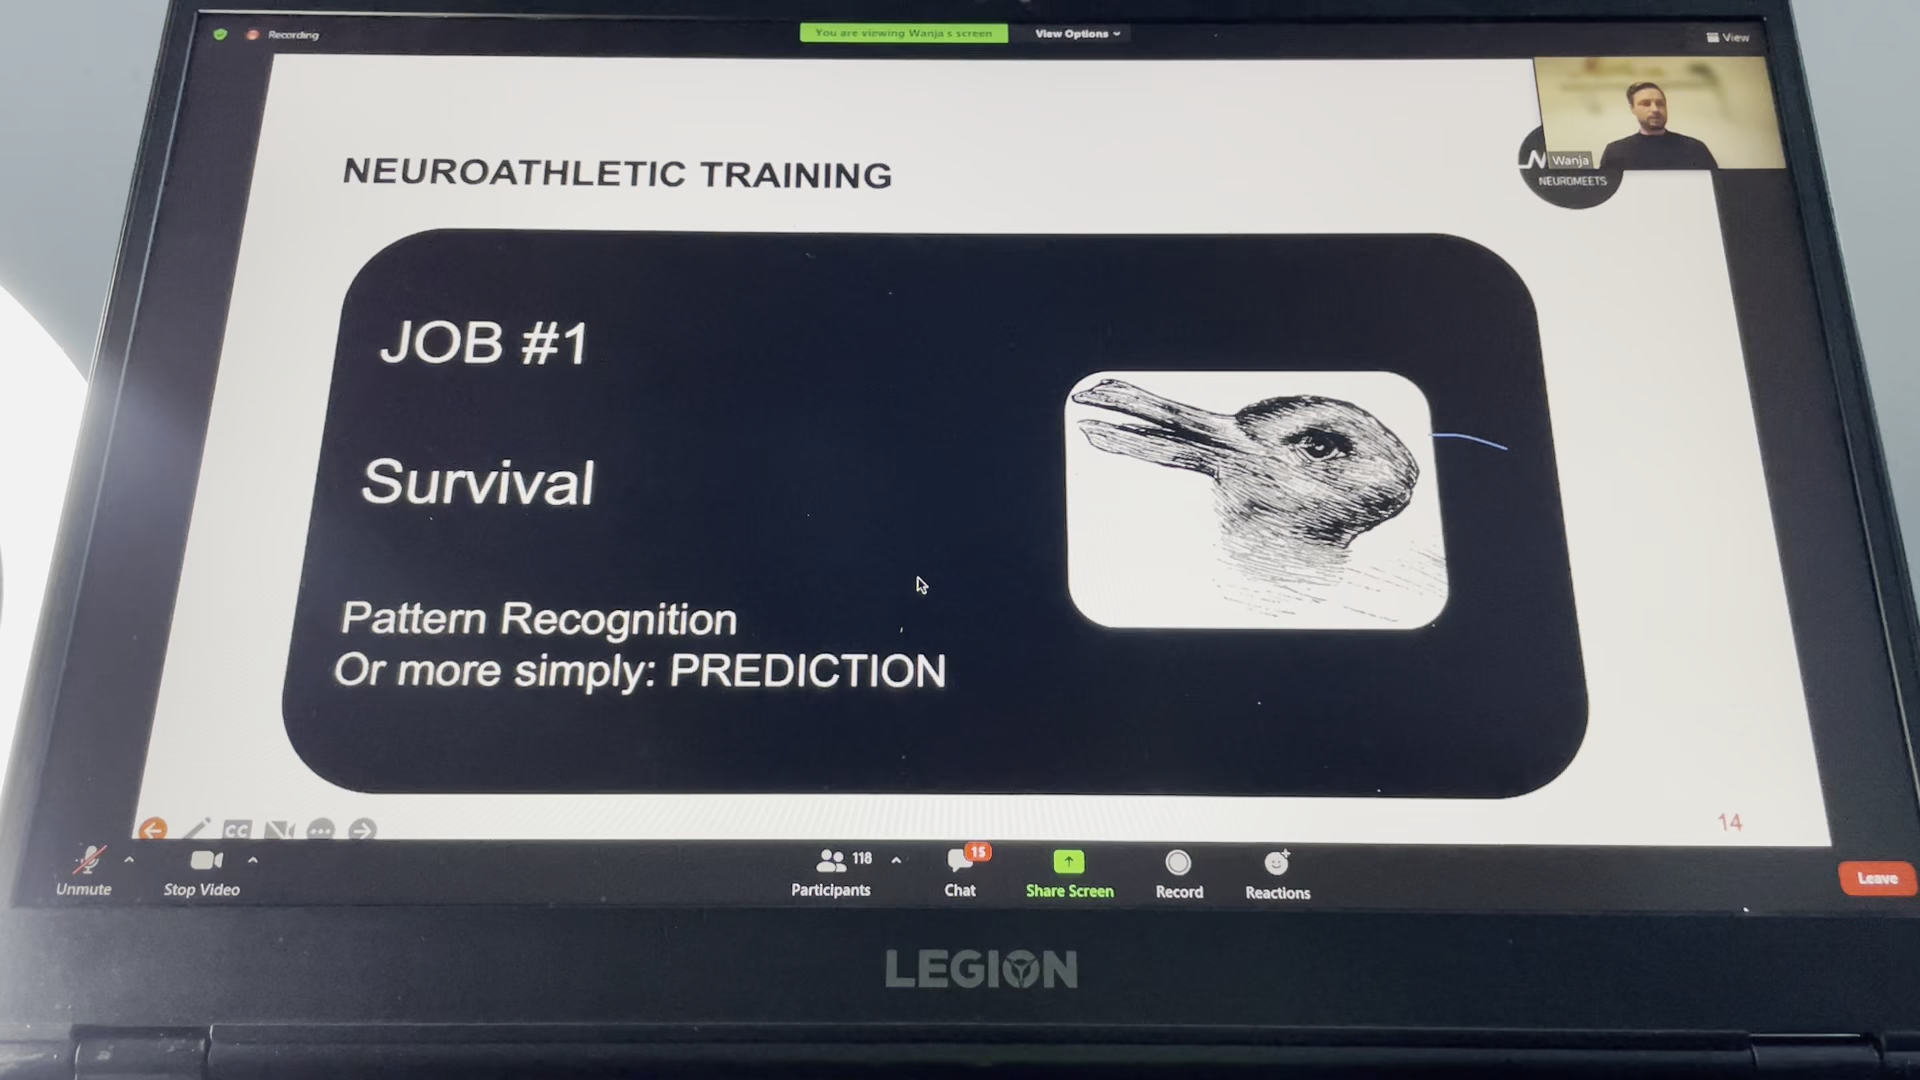 Recording
You are viewing Wanja's screen
View Options
View
NEUROATHLETIC TRAINING
Wanja
NEUROMEETS
JOB #1
Survival
Pattern Recognition
Or more simply: PREDICTION
CC
14
Unmute
Stop Video
118
Participants
15
Chat
Share Screen
Record
Reactions
Leave
LEGION